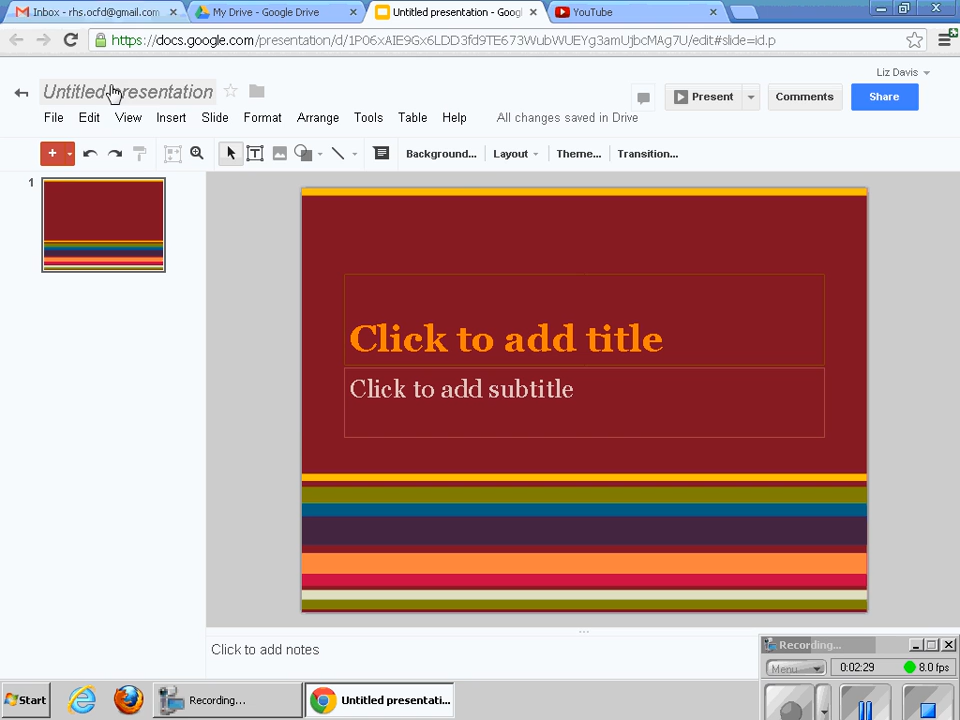 Inbox - rhs.ocfd@gmail.com
My Drive - Google Drive
Untitled presentation - Goog
YouTube
https://docs.google.com/presentation/d/1P06xAIE9Gx6LDD3fd9TE673WubWUEYg3amUjbcMAg7U/edit#slide=id.p
Liz Davis
Untitled presentation
Present
Comments
Share
File Edit View Insert Slide Format Arrange Tools Table Help All changes saved in Drive
Background... Layout Theme... Transition...
1
Click to add title
Click to add subtitle
Click to add notes
Recording...
Menu 0:02:29 8.0 fps
Start Recording... Untitled presentati...